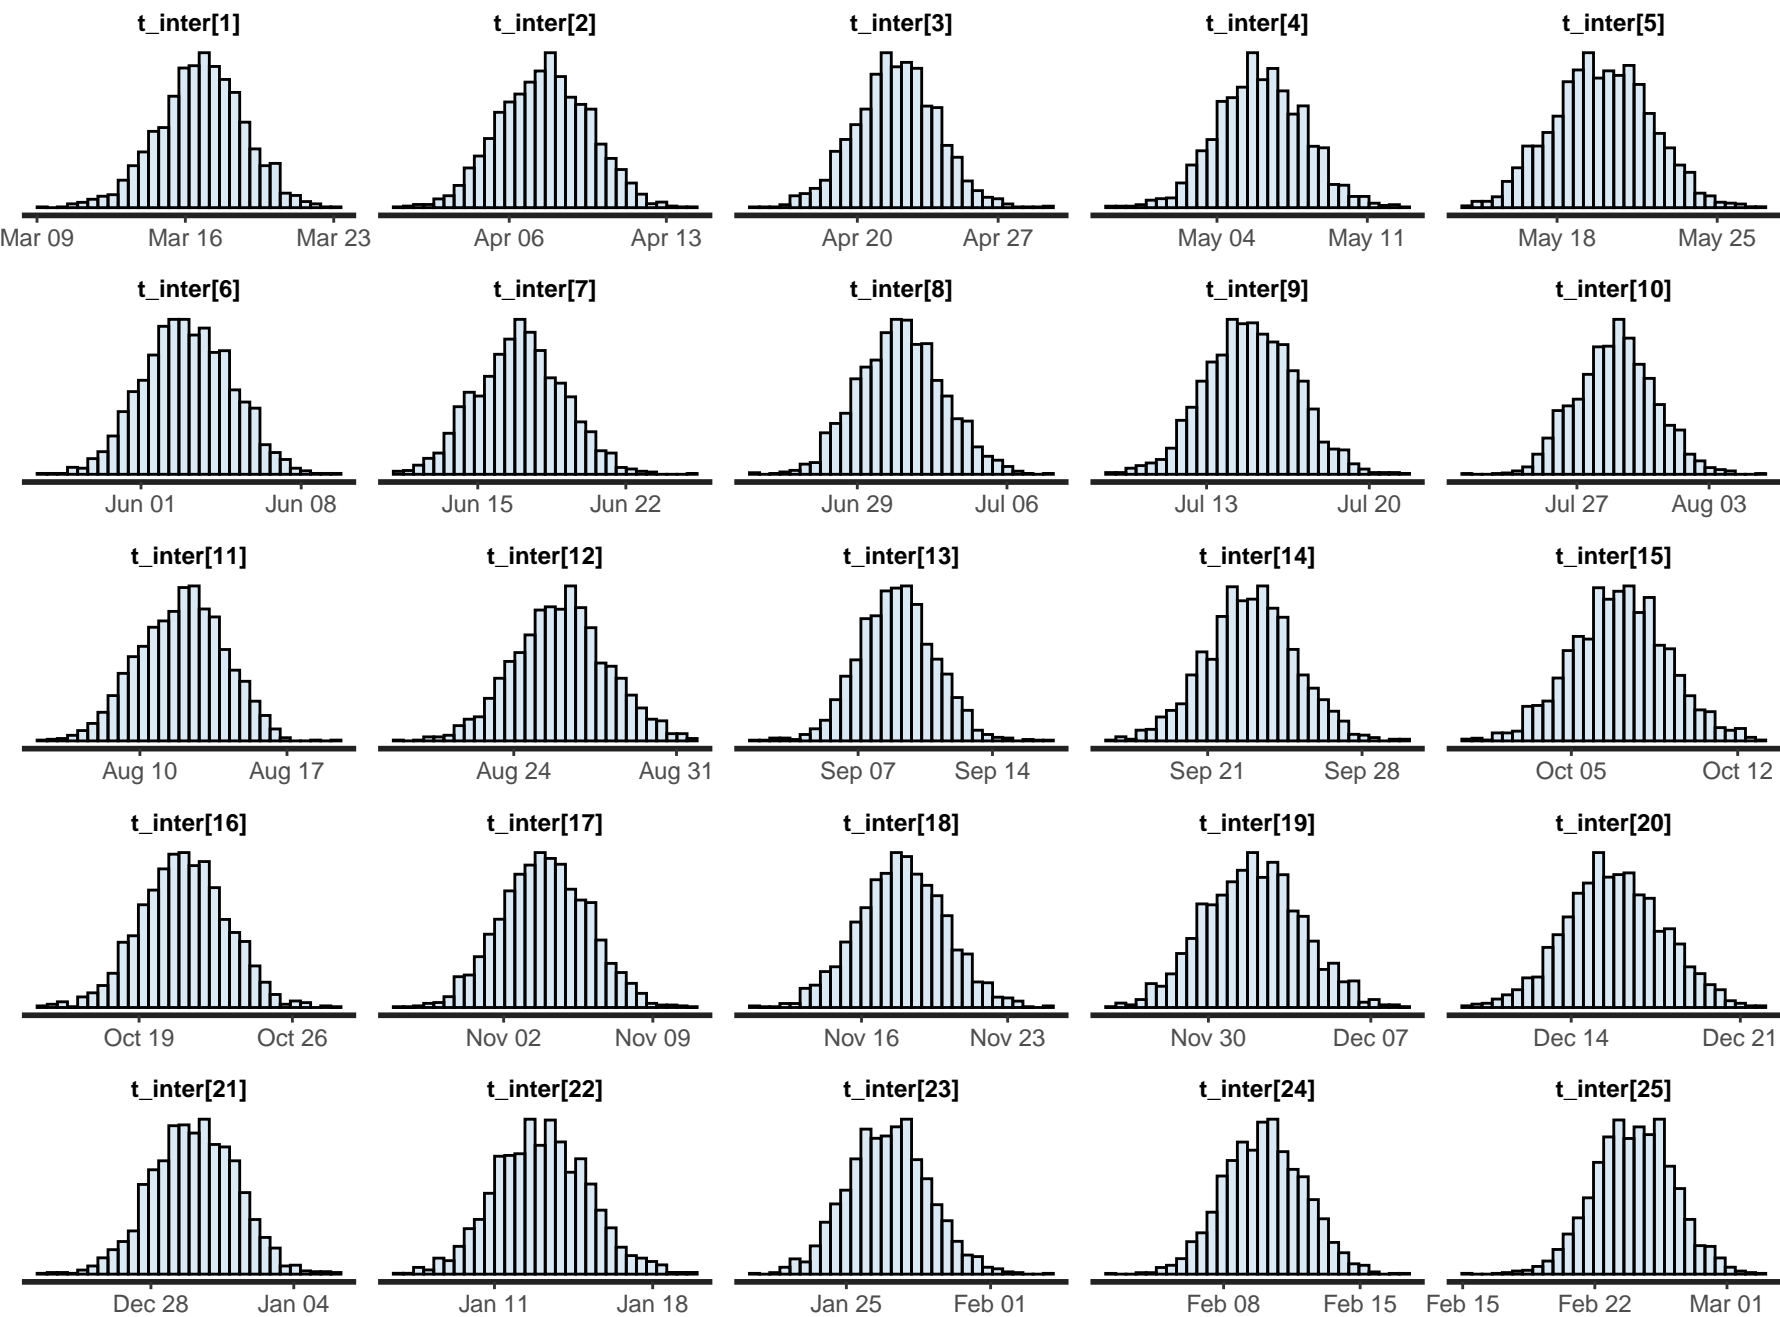 t_inter[1] t_inter[2] t_inter[3] t_inter[4] t_inter[5]
Mar 09 Mar 16 Mar 23 Apr 06 Apr 13 Apr 20 Apr 27 May 04 May 11 May 18 May 25
t_inter[6] t_inter[7] t_inter[8] t_inter[9] t_inter[10]
Jun 01 Jun 08 Jun 15 Jun 22 Jun 29 Jul 06 Jul 13 Jul 20 Jul 27 Aug 03
t_inter[11] t_inter[12] t_inter[13] t_inter[14] t_inter[15]
Aug 10 Aug 17 Aug 24 Aug 31 Sep 07 Sep 14 Sep 21 Sep 28 Oct 05 Oct 12
t_inter[16] t_inter[17] t_inter[18] t_inter[19] t_inter[20]
Oct 19 Oct 26 Nov 02 Nov 09 Nov 16 Nov 23 Nov 30 Dec 07 Dec 14 Dec 21
t_inter[21] t_inter[22] t_inter[23] t_inter[24] t_inter[25]
Dec 28 Jan 04 Jan 11 Jan 18 Jan 25 Feb 01 Feb 08 Feb 15 Feb 15 Feb 22 Mar 01